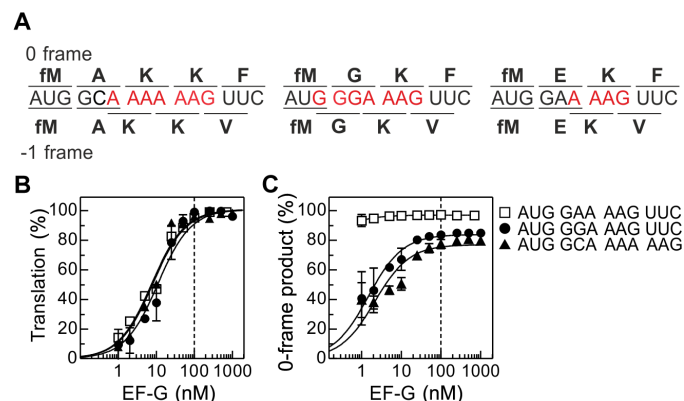 A
0 frame
fM A K K F fM G K F fM E K F
AUG GCA AAA AAG UUC AUG GGA AAG UUC AUG GAA AAG UUC
fM A K K V fM G K V fM E K V
-1 frame
B C
Translation (%)
100
80
60
40
20
0
1 10 100 1000
EF-G (nM)
0-frame product (%)
100
80
60
40
20
0
1 10 100 1000
EF-G (nM)
AUG GAA AAG UUC
AUG GGA AAG UUC
AUG GCA AAA AAG